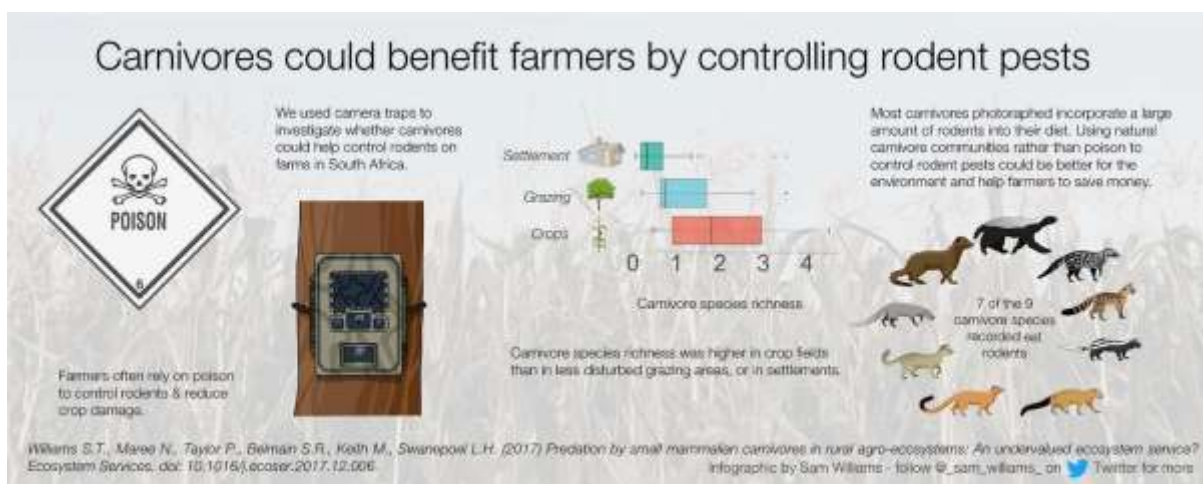 Carnivores could benefit farmers by controlling rodent pests
POISON
6
Farmers often rely on poison
to control rodents & reduce
crop damage.
We used camera traps to
investigate whether carnivores
could help control rodents on
farms in South Africa.
Settlement
Grazing
Crops
0 1 2 3 4
Carnivore species richness
Carnivore species richness was higher in crop fields
than in less disturbed grazing areas, or in settlements.
Most carnivores photoraphed incorporate a large
amount of rodents into their diet. Using natural
carnivore communities rather than poison to
control rodent pests could be better for the
environment and help farmers to save money.
7 of the 9
carnivore species
recorded eat
rodents
Williams S.T., Maree N., Taylor P., Belmain S.R., Keith M., Swanepoel L.H. (2017) Predation by small mammalian carnivores in rural agro-ecosystems: An undervalued ecosystem service?
Ecosystem Services. doi: 10.1016/j.ecoser.2017.12.006
Infographic by Sam Williams - follow @_sam_williams_ on Twitter for more